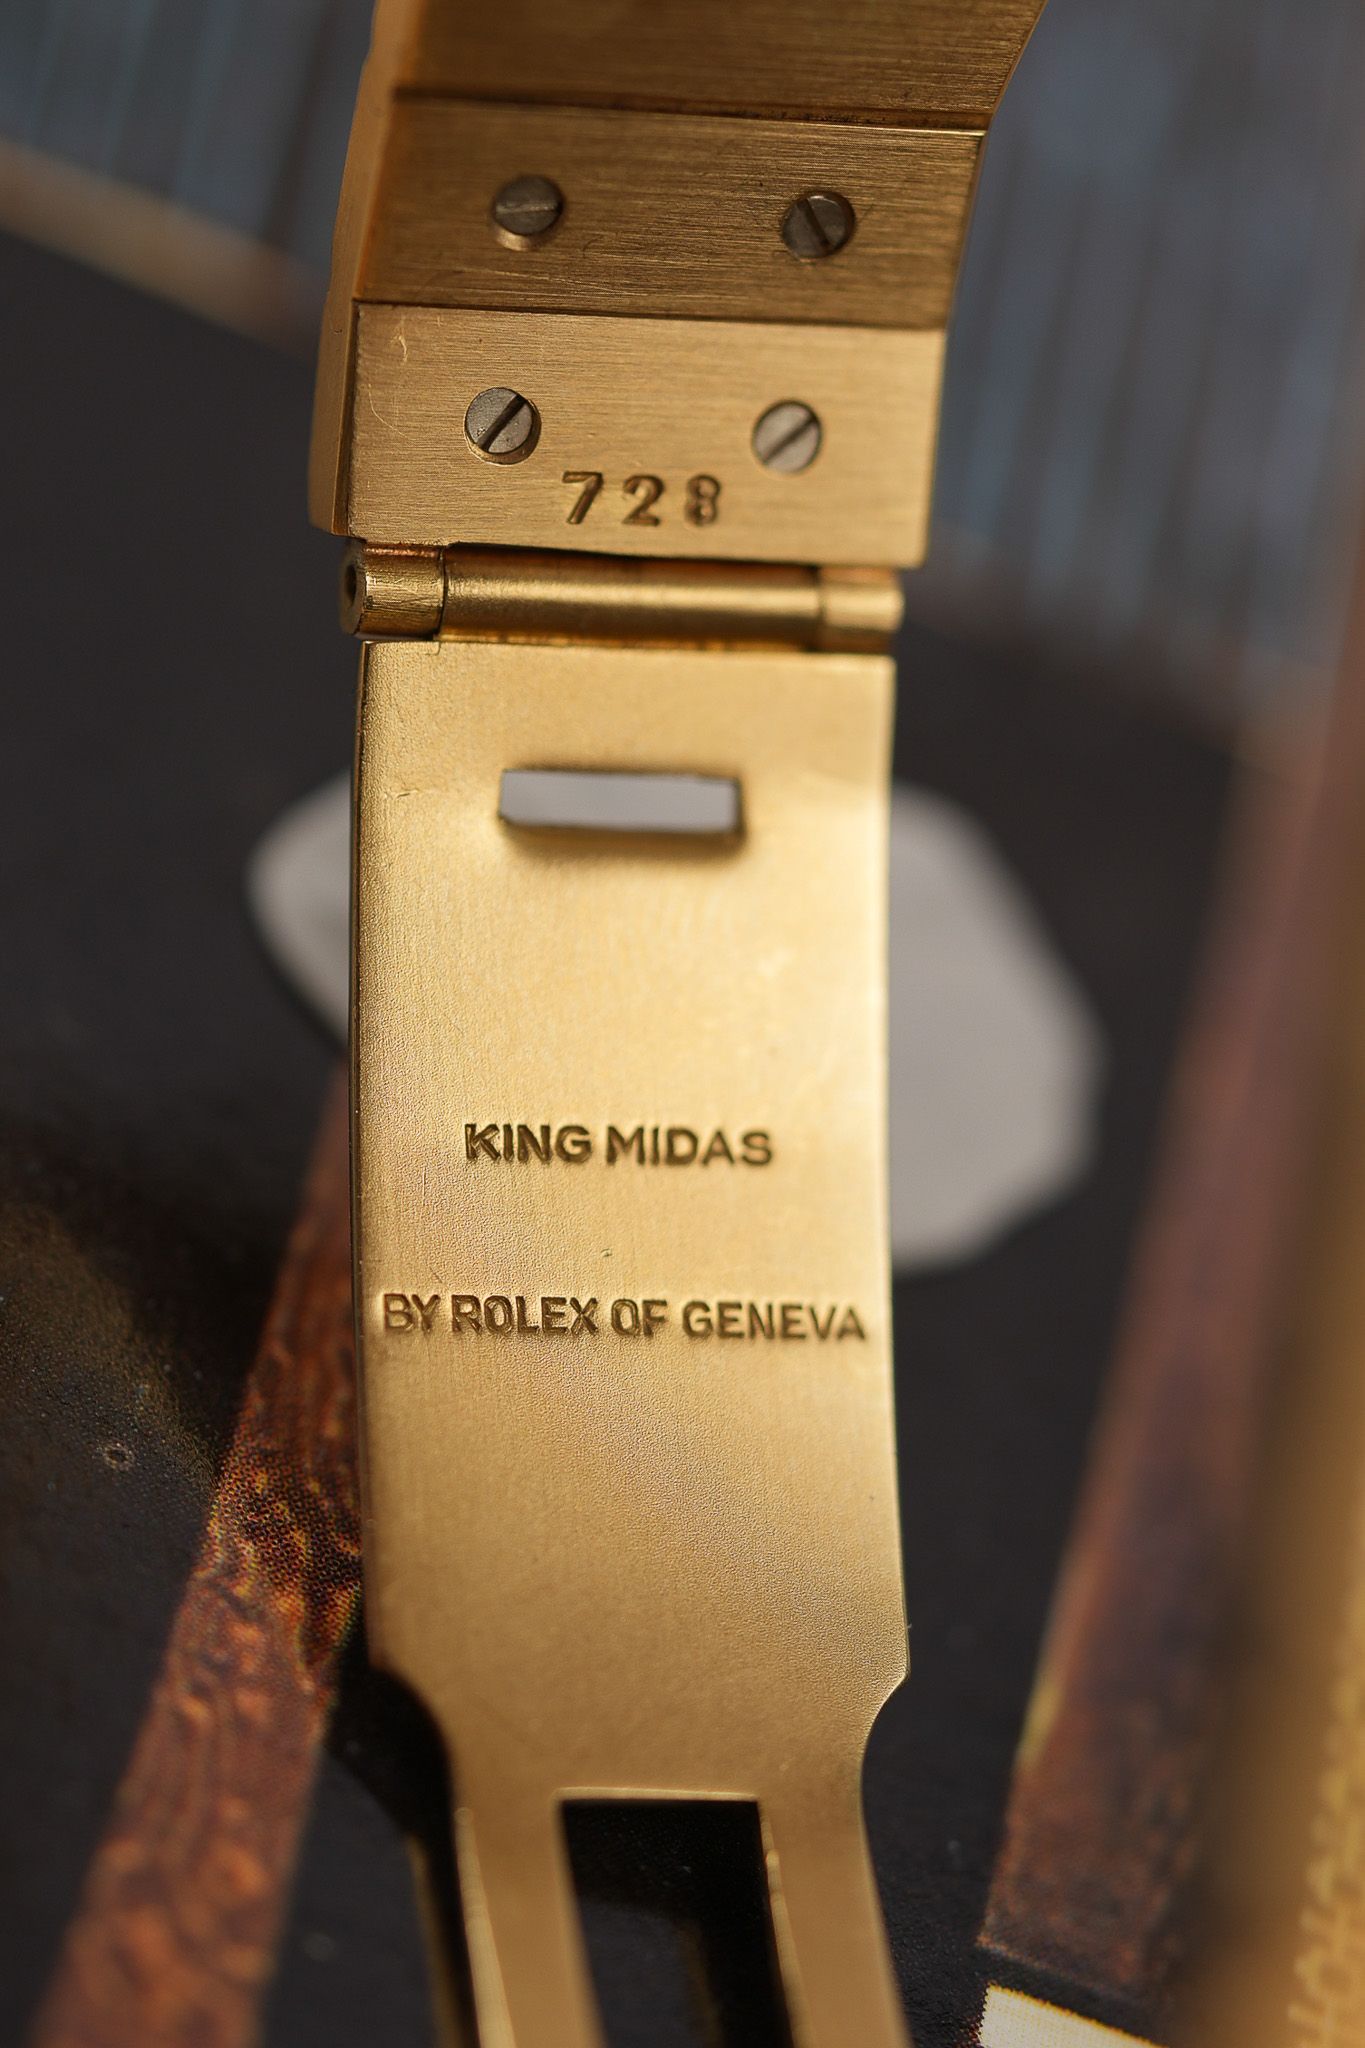 728
KING MIDAS
BY ROLEX OF GENEVA